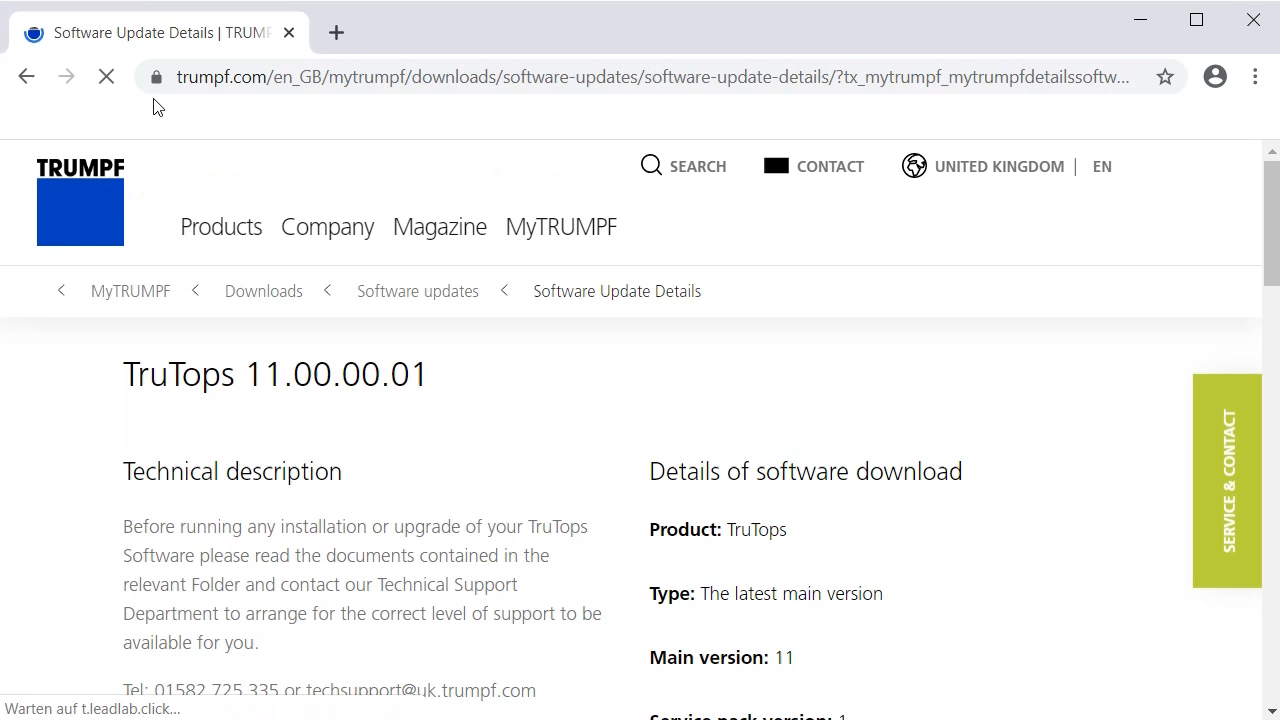 Software Update Details | TRUMPF
trumpf.com/en_GB/mytrumpf/downloads/software-updates/software-update-details/?tx_mytrumpf_mytrumpfdetailssoftw...
TRUMPF
SEARCH
CONTACT
UNITED KINGDOM | EN
Products Company Magazine MyTRUMPF
MyTRUMPF Downloads Software updates Software Update Details
TruTops 11.00.00.01
Technical description
Before running any installation or upgrade of your TruTops
Software please read the documents contained in the
relevant Folder and contact our Technical Support
Department to arrange for the correct level of support to be
available for you.
Tel: 01582 725 335 or techsupport@uk.trumpf.com
Details of software download
Product: TruTops
Type: The latest main version
Main version: 11
Service pack version: 1
SERVICE & CONTACT
Warten auf t.leadlab.click...